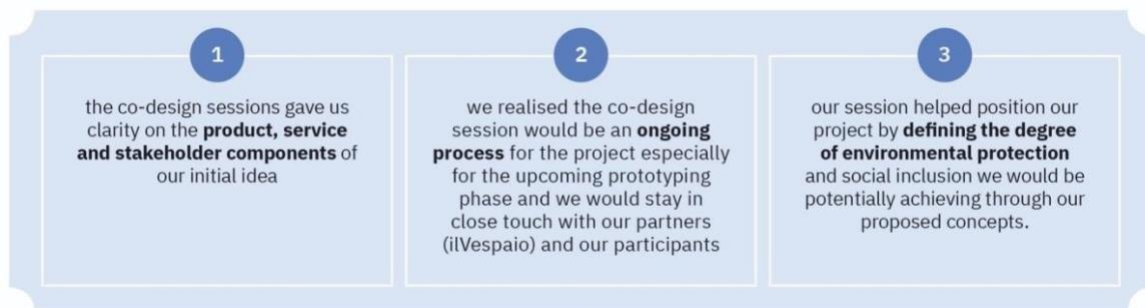 1
the co-design sessions gave us
clarity on the product, service
and stakeholder components of
our initial idea
2
we realised the co-design
session would be an ongoing
process for the project especially
for the upcoming prototyping
phase and we would stay in
close touch with our partners
(ilVespaio) and our participants
3
our session helped position our
project by defining the degree
of environmental protection
and social inclusion we would be
potentially achieving through our
proposed concepts.